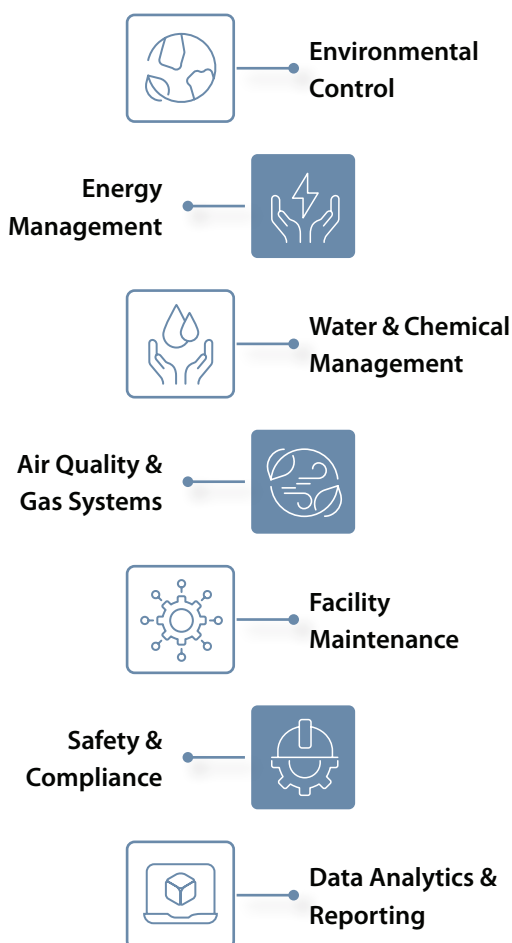 Environmental
Control
Energy
Management
Water & Chemical
Management
Air Quality &
Gas Systems
Facility
Maintenance
Safety &
Compliance
Data Analytics &
Reporting